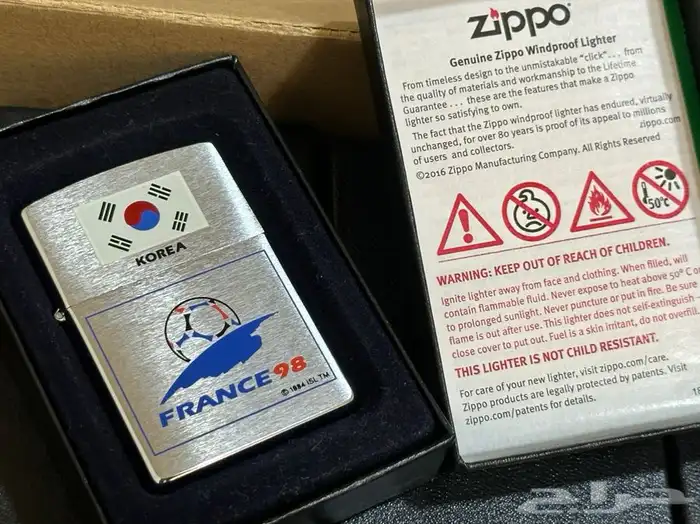 KOREA
FRANCE 98
© 1994 ISL TM
zippo
Genuine Zippo Windproof Lighter
From timeless design to the unmistakable “click”... from
the quality of materials and workmanship to the Lifetime
Guarantee . . . these are the features that make a Zippo
lighter so satisfying to own.
The fact that the Zippo windproof lighter has endured, virtually
unchanged, for over 80 years is proof of its appeal to millions
of users and collectors.
zippo.com
©2016 Zippo Manufacturing Company. All Rights Reserved
50°C
WARNING: KEEP OUT OF REACH OF CHILDREN.
Ignite lighter away from face and clothing. When filled, will
contain flammable fluid. Never expose to heat above 50° C o
to prolonged sunlight. Never puncture or put in fire. Be sure
flame is out after use. This lighter does not self-extinguish
close cover to put out. Fuel is skin irritant, do not overfill.
THIS LIGHTER IS NOT CHILD RESISTANT.
For care of your new lighter, visit zippo.com/care.
Zippo products are legally protected by patents. Visit
zippo.com/patents for details.
حراج